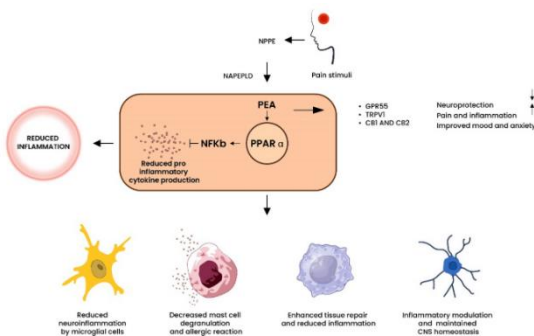 NPPE
Pain stimuli
NAPEPLD
PEA
PPAR α
NFKb
Reduced pro
inflammatory
cytokine production
REDUCED
INFLAMMATION
• GPR55
• TRPV1
• CB1 AND CB2
Neuroprotection
Pain and inflammation
Improved mood and anxiety
Reduced
neuroinflammation
by microglial cells
Decreased mast cell
degranulation
and allergic reaction
Enhanced tissue repair
and reduced inflammation
Inflammatory modulation
and maintained
CNS homeostasis